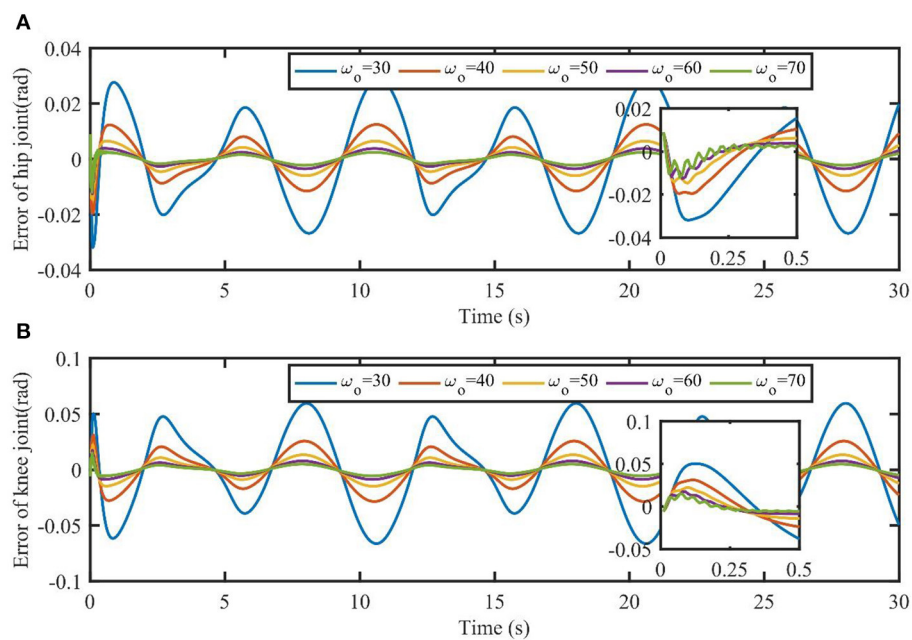 A
0.04
0.02
0
-0.02
-0.04
Error of hip joint(rad)
ωo=30 ωo=40 ωo=50 ωo=60 ωo=70
0.02
0
-0.02
-0.04
0 0.25 0.5
0 5 10 15 20 25 30
Time (s)
B
0.1
0.05
0
-0.05
-0.1
Error of knee joint(rad)
ωo=30 ωo=40 ωo=50 ωo=60 ωo=70
0.1
0.05
0
-0.05
0 0.25 0.5
0 5 10 15 20 25 30
Time (s)